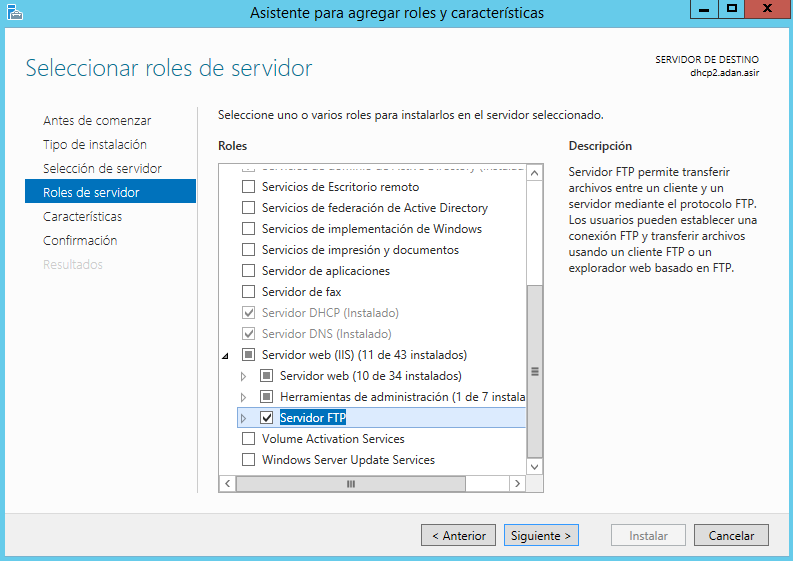 Asistente para agregar roles y características
Seleccionar roles de servidor
SERVIDOR DE DESTINO
dhcp2.adan.asir
Antes de comenzar
Tipo de instalación
Selección de servidor
Roles de servidor
Características
Confirmación
Resultados
Seleccione uno o varios roles para instalarlos en el servidor seleccionado.
Roles
Servicios de dominio de Active Directory (Instalado
Servicios de Escritorio remoto
Servicios de federación de Active Directory
Servicios de implementación de Windows
Servicios de impresión y documentos
Servidor de aplicaciones
Servidor de fax
Servidor DHCP (Instalado)
Servidor DNS (Instalado)
Servidor web (IIS) (11 de 43 instalados)
Servidor web (10 de 34 instalados)
Herramientas de administración (1 de 7 instala
Servidor FTP
Volume Activation Services
Windows Server Update Services
Descripción
Servidor FTP permite transferir
archivos entre un cliente y un
servidor mediante el protocolo FTP.
Los usuarios pueden establecer una
conexión FTP y transferir archivos
usando un cliente FTP o un
explorador web basado en FTP.
< Anterior
Siguiente >
Instalar
Cancelar